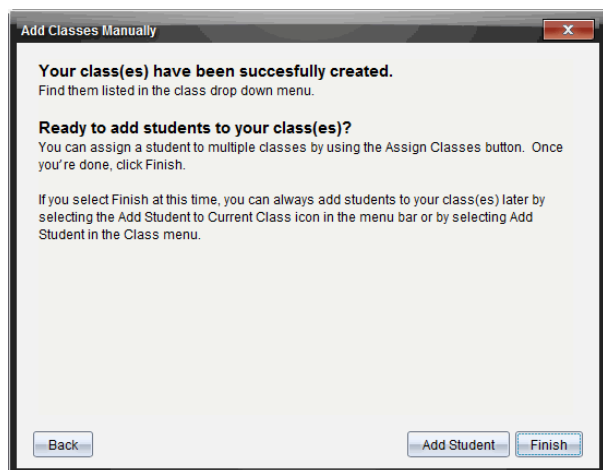 Add Classes Manually
x
Your class(es) have been succesfully created.
Find them listed in the class drop down menu.
Ready to add students to your class(es)?
You can assign a student to multiple classes by using the Assign Classes button. Once
you're done, click Finish.
If you select Finish at this time, you can always add students to your class(es) later by
selecting the Add Student to Current Class icon in the menu bar or by selecting Add
Student in the Class menu.
Back Add Student Finish